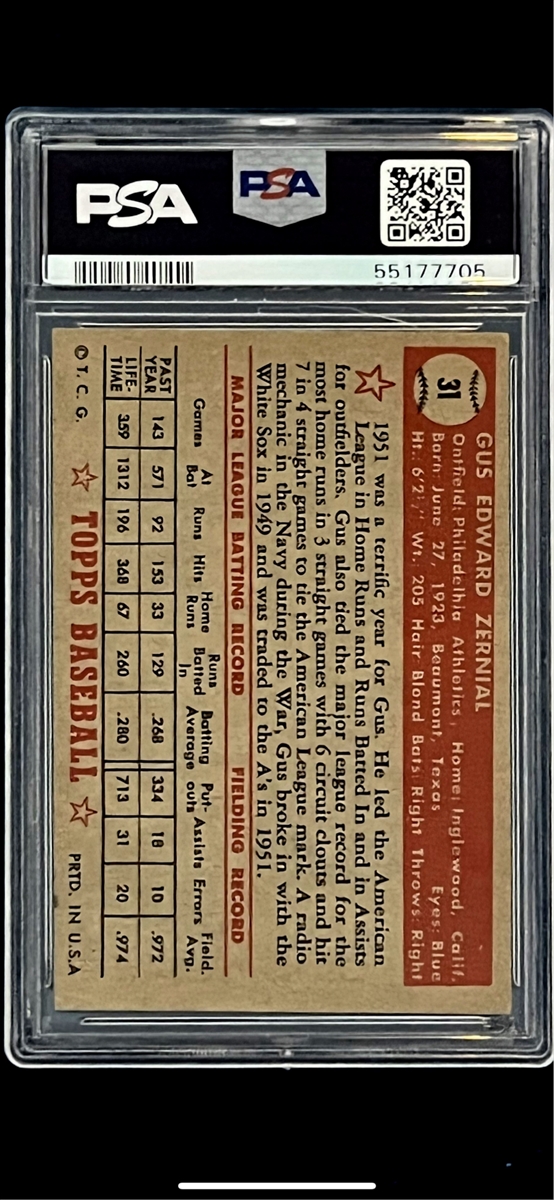 PSA
PSA
55177705
31
GUS EDWARD ZERNIAL
Outfield: Philadelphia Athletics, Home: Inglewood, Calif.
Born: June 27, 1923, Beaumont, Texas Eyes: Blue
Ht.: 6'2½" Wt.: 205 Hair Blond Bats: Right Throws: Right
1951 was a terrific year for Gus. He led the American
League in Home Runs and Runs Batted In and in Assists
for outfielders. Gus also tied the major league record for the
most home runs in 3 straight games with 6 circuit clouts and hit
7 in 4 straight games to tie the American League mark. A radio
mechanic in the Navy during the War, Gus broke in with the
White Sox in 1949 and was traded to the A's in 1951.
MAJOR LEAGUE BATTING RECORD FIELDING RECORD
Games At Bat Runs Hits Home Runs Runs Batted In Batting Average Put-outs Assists Errors Field. Avg.
PAST YEAR 143 571 92 153 33 129 .268 334 18 10 .972
LIFE-TIME 359 1312 196 368 67 260 .280 713 31 20 .974
© T. C. G. TOPPS BASEBALL PRTD. IN U.S.A